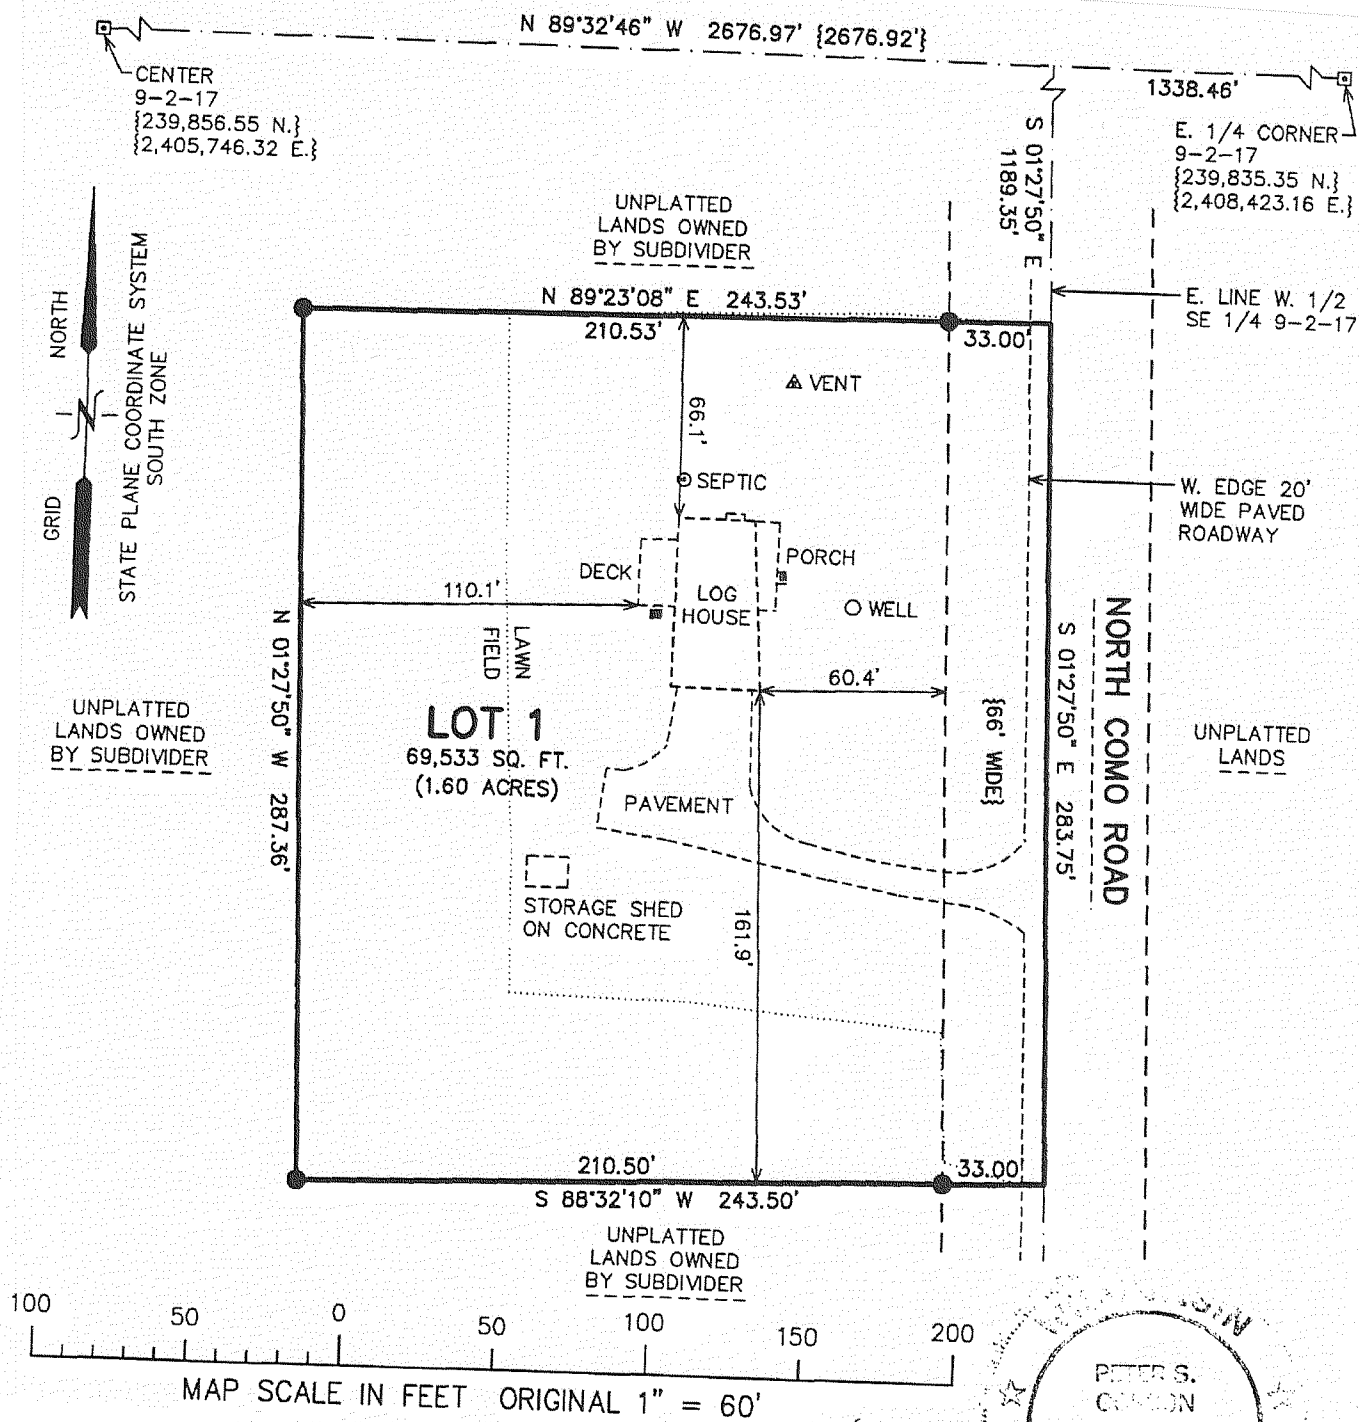 N 89°32'46" W 2676.97' {2676.92'}
CENTER
9-2-17
{239,856.55 N.}
{2,405,746.32 E.}
1338.46'
E. 1/4 CORNER
9-2-17
{239,835.35 N.}
{2,408,423.16 E.}
S 01°27'50" E
1189.35'
UNPLATTED
LANDS OWNED
BY SUBDIVIDER
E. LINE W. 1/2
SE 1/4 9-2-17
GRID NORTH
STATE PLANE COORDINATE SYSTEM
SOUTH ZONE
N 89°23'08" E 243.53'
210.53'
33.00'
VENT
66.1'
SEPTIC
W. EDGE 20'
WIDE PAVED
ROADWAY
DECK
PORCH
LOG
HOUSE
110.1'
WELL
LAWN
FIELD
60.4'
N 01°27'50" W 287.36'
UNPLATTED
LANDS OWNED
BY SUBDIVIDER
LOT 1
69,533 SQ. FT.
(1.60 ACRES)
PAVEMENT
{66' WIDE}
S 01°27'50" E 283.75'
NORTH COMO ROAD
UNPLATTED
LANDS
STORAGE SHED
ON CONCRETE
161.9'
210.50'
33.00'
S 88°32'10" W 243.50'
UNPLATTED
LANDS OWNED
BY SUBDIVIDER
100 50 0 50 100 150 200
MAP SCALE IN FEET ORIGINAL 1" = 60'
PETER S.